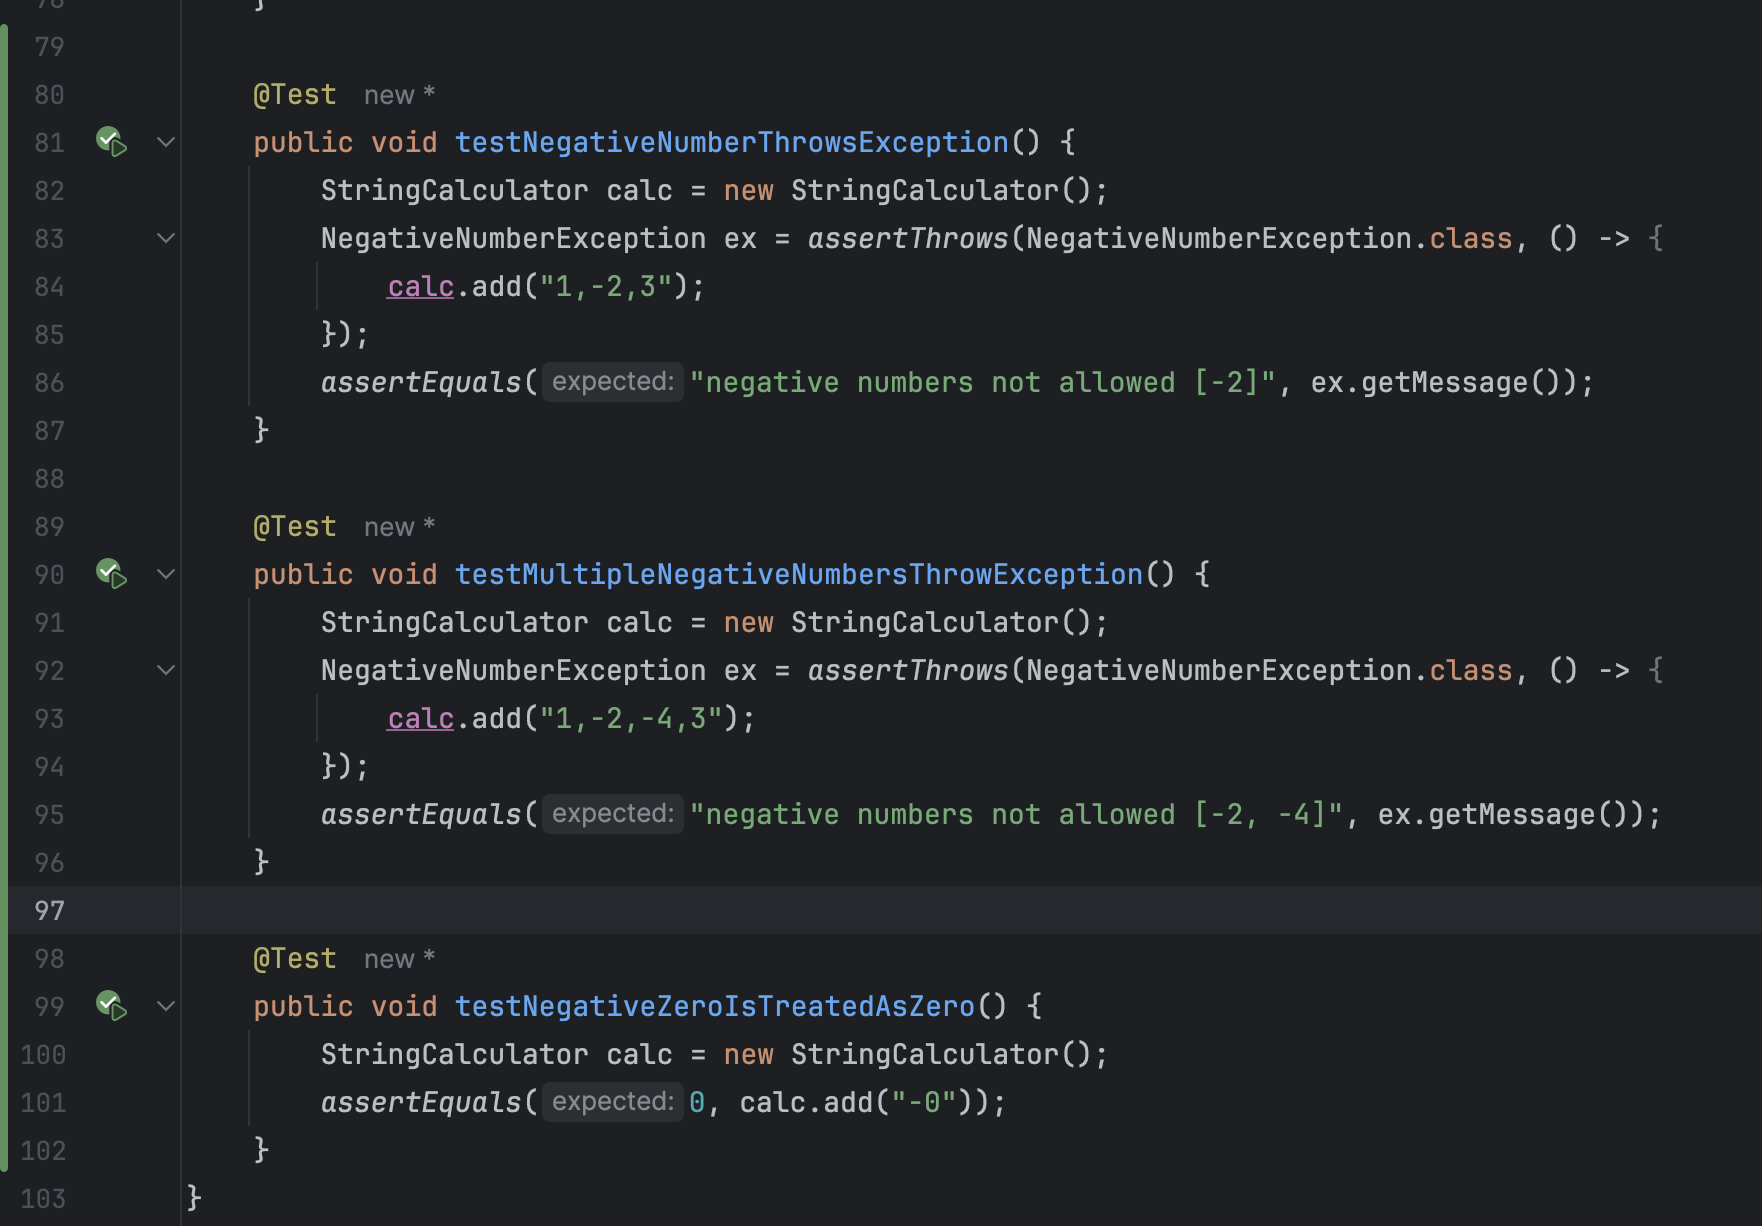 78 }
79
80 @Test new *
81 public void testNegativeNumberThrowsException() {
82 StringCalculator calc = new StringCalculator();
83 NegativeNumberException ex = assertThrows(NegativeNumberException.class, () -> {
84 calc.add("1,-2,3");
85 });
86 assertEquals( expected: "negative numbers not allowed [-2]", ex.getMessage());
87 }
88
89 @Test new *
90 public void testMultipleNegativeNumbersThrowException() {
91 StringCalculator calc = new StringCalculator();
92 NegativeNumberException ex = assertThrows(NegativeNumberException.class, () -> {
93 calc.add("1,-2,-4,3");
94 });
95 assertEquals( expected: "negative numbers not allowed [-2, -4]", ex.getMessage());
96 }
97
98 @Test new *
99 public void testNegativeZeroIsTreatedAsZero() {
100 StringCalculator calc = new StringCalculator();
101 assertEquals( expected: 0, calc.add("-0"));
102 }
103 }